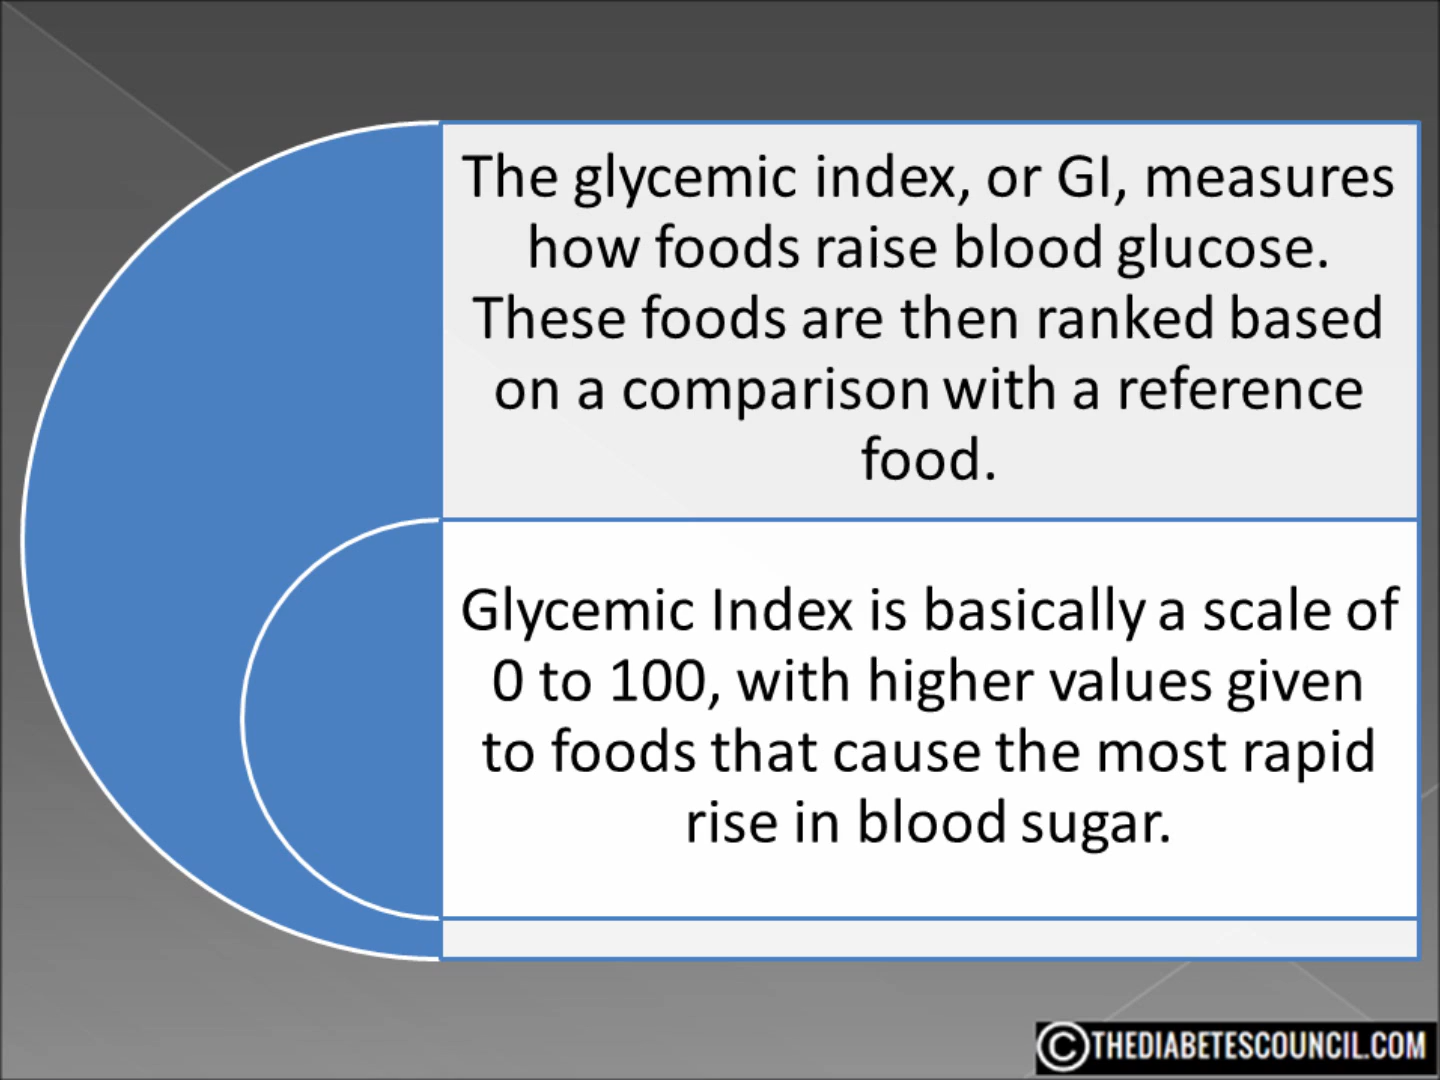 The glycemic index, or GI, measures
how foods raise blood glucose.
These foods are then ranked based
on a comparison with a reference
food.
Glycemic Index is basically a scale of
0 to 100, with higher values given
to foods that cause the most rapid
rise in blood sugar.
©THEDIABETESCOUNCIL.COM